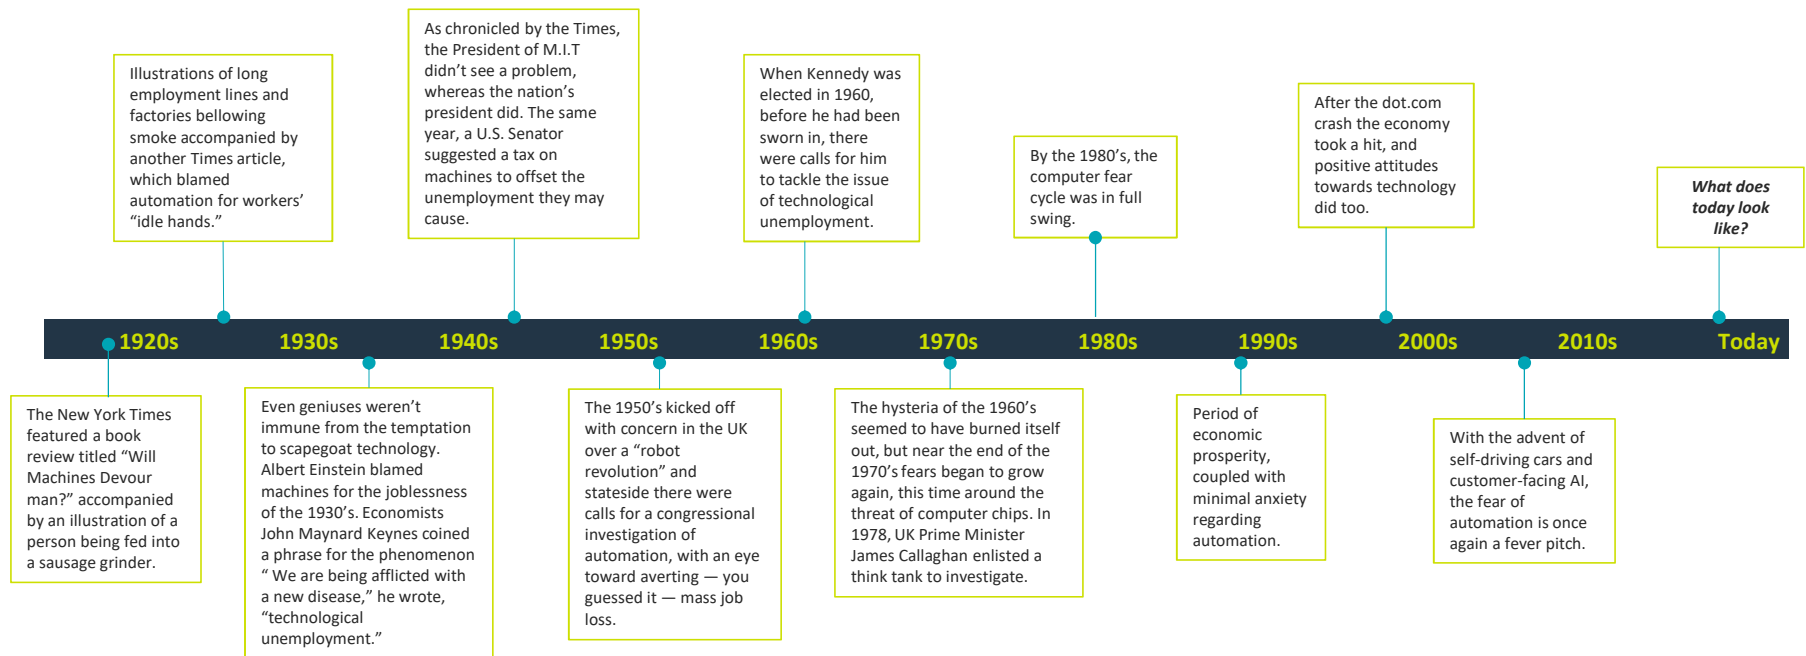 Illustrations of long
employment lines and
factories bellowing
smoke accompanied by
another Times article,
which blamed
automation for workers’
“idle hands.”
As chronicled by the Times,
the President of M.I.T
didn’t see a problem,
whereas the nation’s
president did. The same
year, a U.S. Senator
suggested a tax on
machines to offset the
unemployment they may
cause.
When Kennedy was
elected in 1960,
before he had been
sworn in, there
were calls for him
to tackle the issue
of technological
unemployment.
By the 1980’s, the
computer fear
cycle was in full
swing.
After the dot.com
crash the economy
took a hit, and
positive attitudes
towards technology
did too.
What does
today look
like?
1920s 1930s 1940s 1950s 1960s 1970s 1980s 1990s 2000s 2010s Today
The New York Times
featured a book
review titled “Will
Machines Devour
man?” accompanied
by an illustration of a
person being fed into
a sausage grinder.
Even geniuses weren’t
immune from the temptation
to scapegoat technology.
Albert Einstein blamed
machines for the joblessness
of the 1930’s. Economists
John Maynard Keynes coined
a phrase for the phenomenon
“ We are being afflicted with
a new disease,” he wrote,
“technological
unemployment.”
The 1950’s kicked off
with concern in the UK
over a “robot
revolution” and
stateside there were
calls for a congressional
investigation of
automation, with an eye
toward averting — you
guessed it — mass job
loss.
The hysteria of the 1960’s
seemed to have burned itself
out, but near the end of the
1970’s fears began to grow
again, this time around the
threat of computer chips. In
1978, UK Prime Minister
James Callaghan enlisted a
think tank to investigate.
Period of
economic
prosperity,
coupled with
minimal anxiety
regarding
automation.
With the advent of
self-driving cars and
customer-facing AI,
the fear of
automation is once
again a fever pitch.